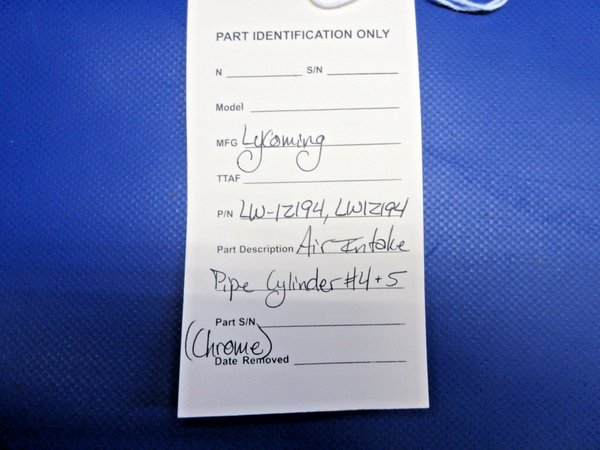 PART IDENTIFICATION ONLY
N S/N
Model
MFG Lycoming
TTAF
P/N LW-12194, LW12194
Part Description Air Intake
Pipe Cylinder #4+5
Part S/N
(Chrome)
Date Removed